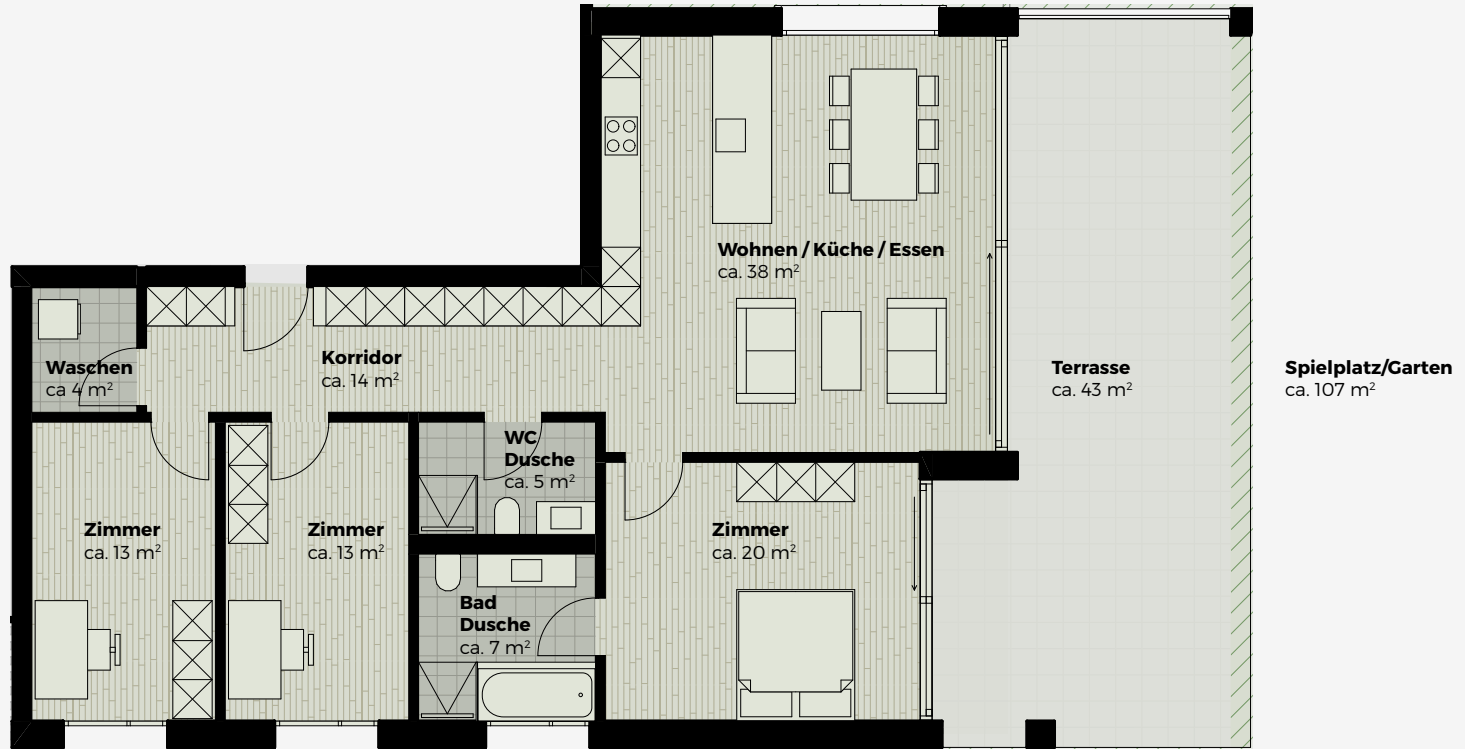 Wohnen / Küche / Essen
ca. 38 m²
Korridor
ca. 14 m²
Waschen
ca 4 m²
Terrasse
ca. 43 m²
Spielplatz/Garten
ca. 107 m²
WC
Dusche
ca. 5 m²
Zimmer
ca. 13 m²
Zimmer
ca. 13 m²
Zimmer
ca. 20 m²
Bad
Dusche
ca. 7 m²